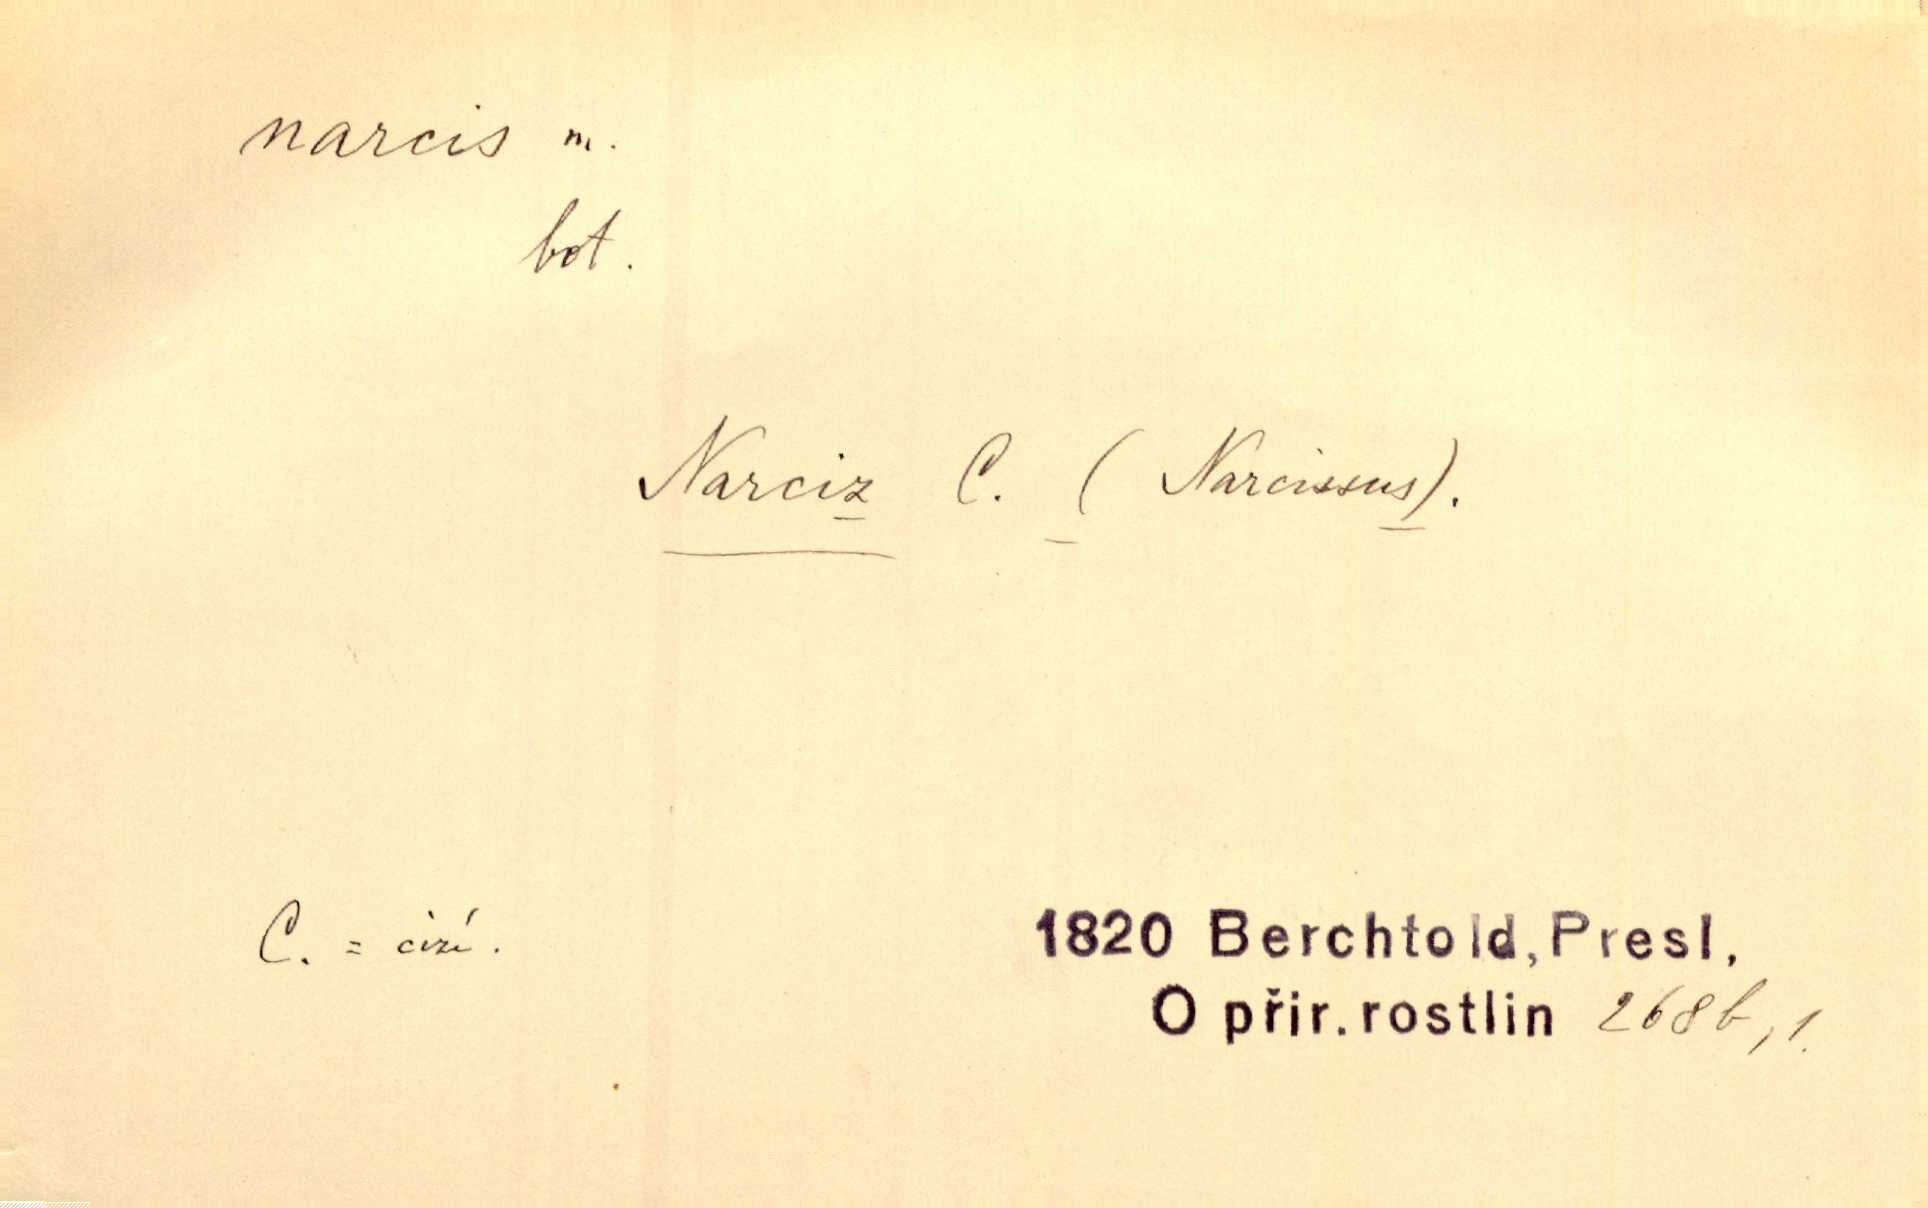 narcis m.
bot.
Narciz C. (Narcissus).
C. = cizí.
1820 Berchtold, Presl,
O přir. rostlin 268b, 1.